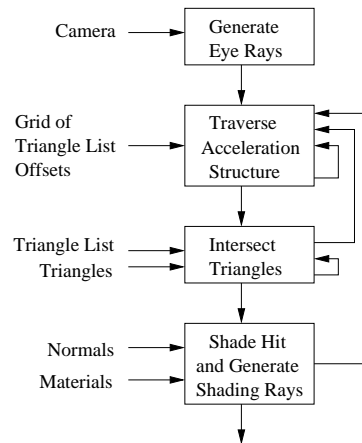 Camera
Generate
Eye Rays
Grid of
Triangle List
Offsets
Traverse
Acceleration
Structure
Triangle List
Triangles
Intersect
Triangles
Normals
Materials
Shade Hit
and Generate
Shading Rays